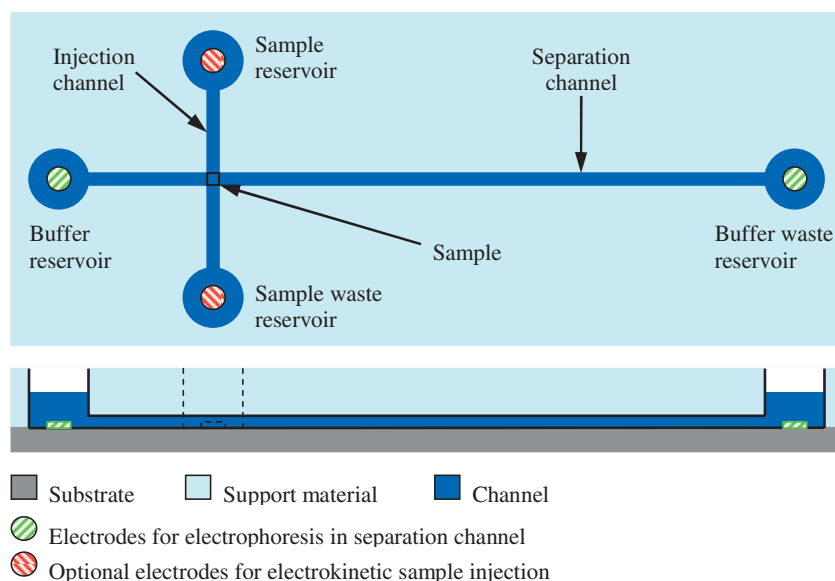 Injection
channel
Sample
reservoir
Separation
channel
Buffer
reservoir
Sample
Buffer waste
reservoir
Sample waste
reservoir
Substrate
Support material
Channel
Electrodes for electrophoresis in separation channel
Optional electrodes for electrokinetic sample injection